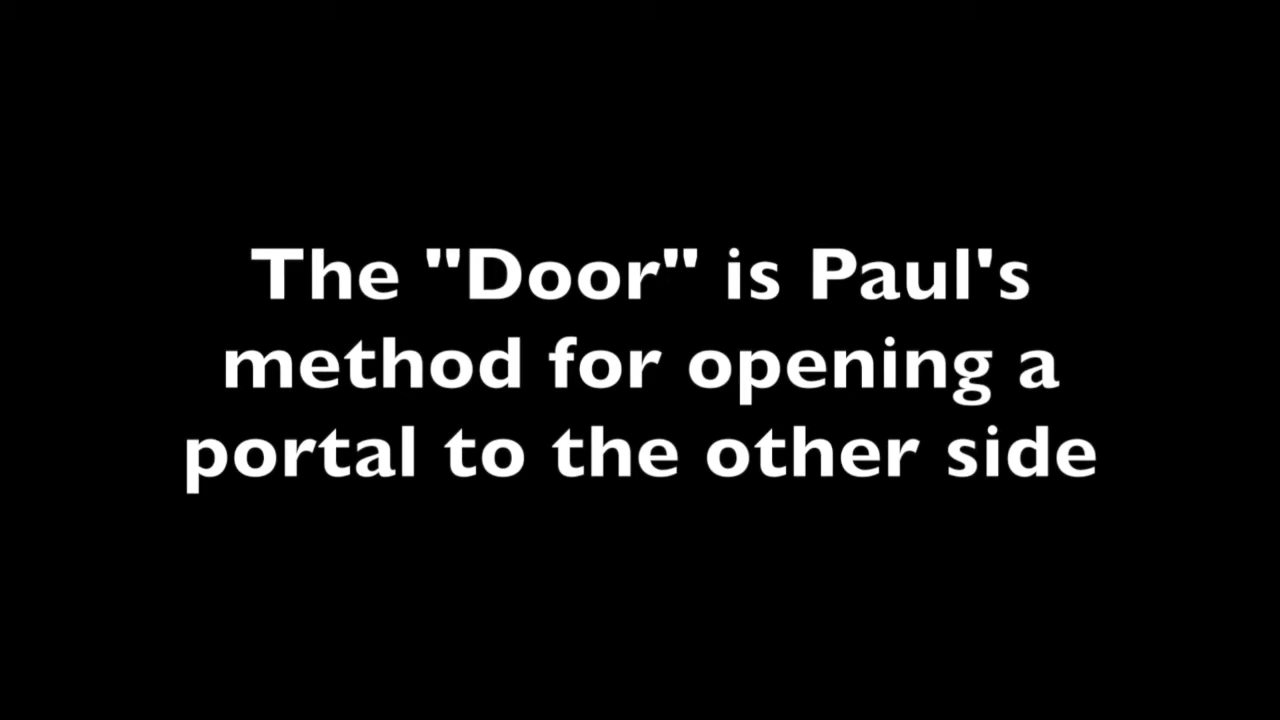 The "Door" is Paul's
method for opening a
portal to the other side